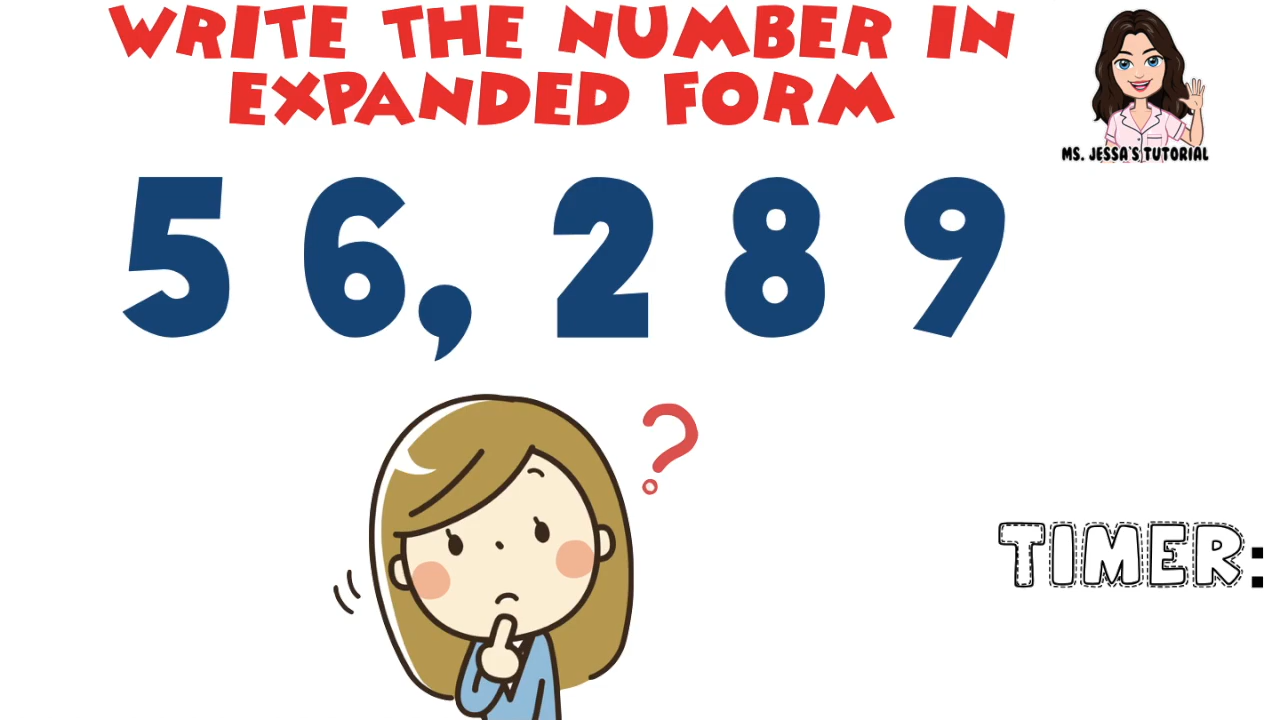 WRITE THE NUMBER IN
EXPANDED FORM
MS. JESSA'S TUTORIAL
56,289
?
TIMER: